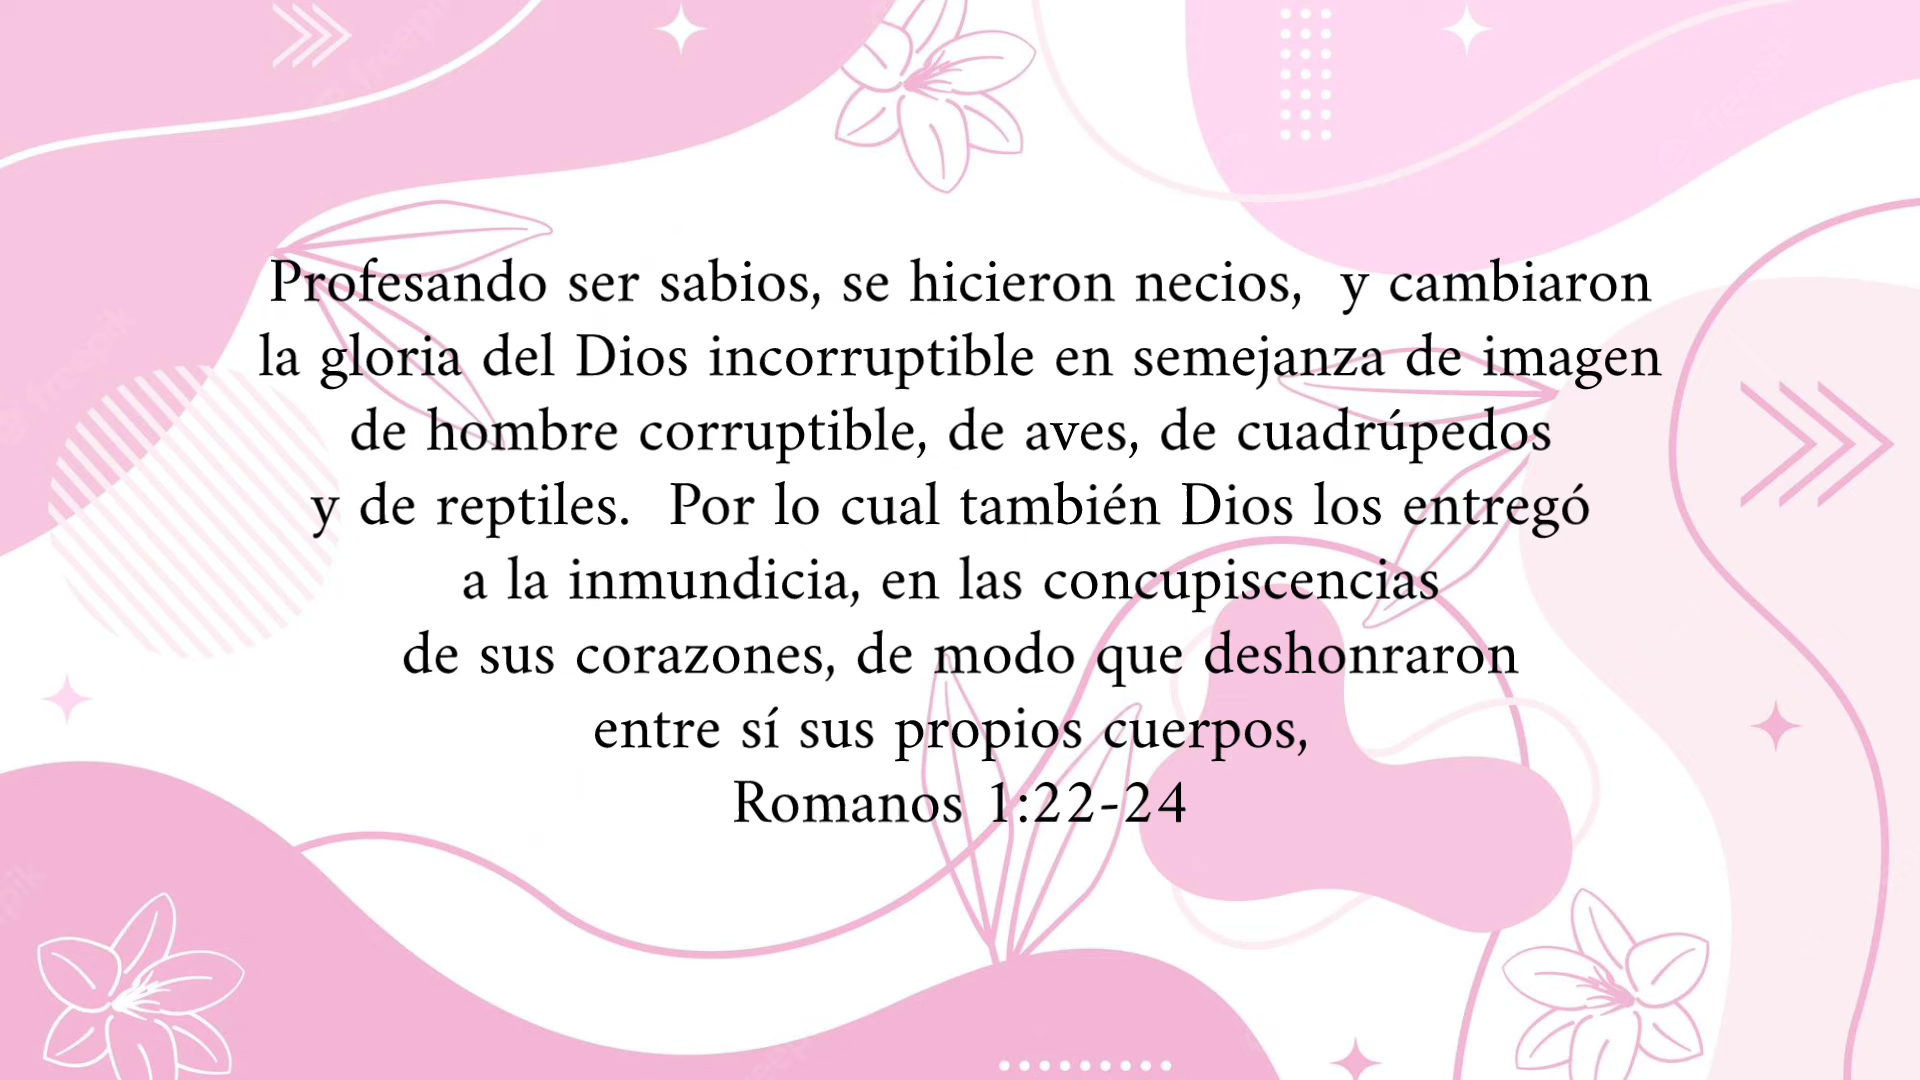 Profesando ser sabios, se hicieron necios,  y cambiaron
la gloria del Dios incorruptible en semejanza de imagen
de hombre corruptible, de aves, de cuadrúpedos
y de reptiles.  Por lo cual también Dios los entregó
a la inmundicia, en las concupiscencias
de sus corazones, de modo que deshonraron
entre sí sus propios cuerpos,
Romanos 1:22-24